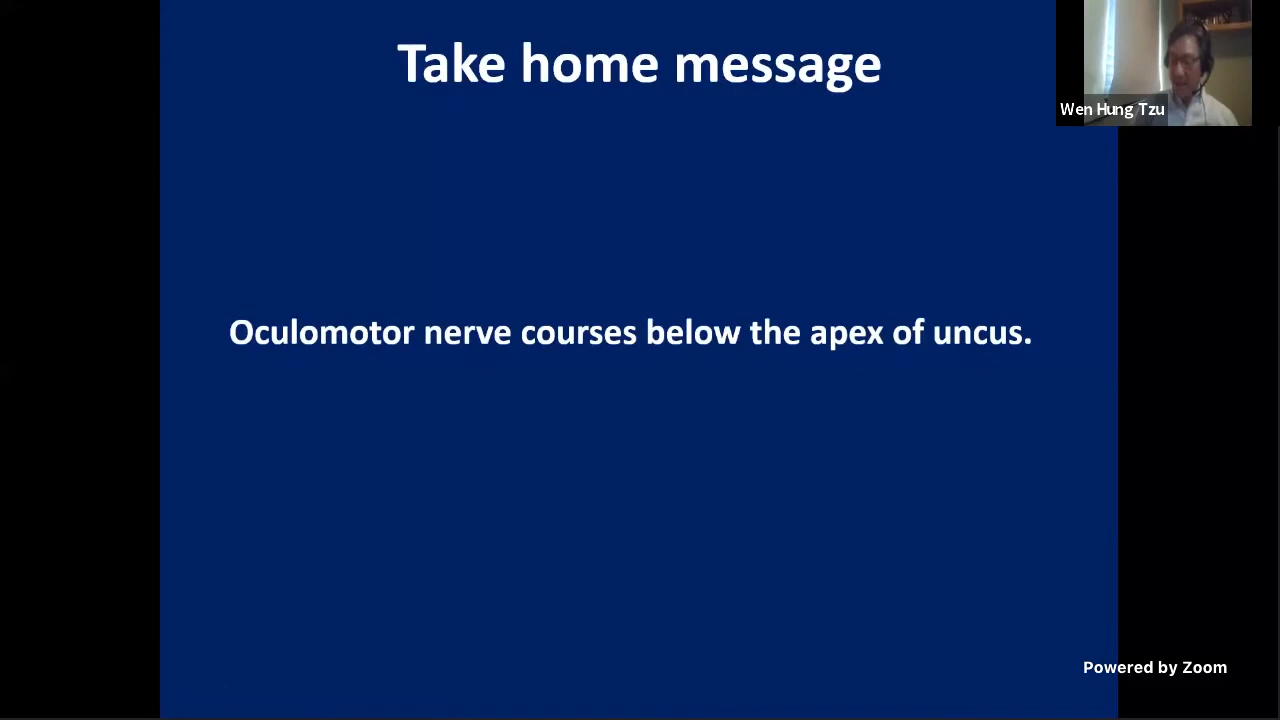 Take home message
Wen Hung Tzu
Oculomotor nerve courses below the apex of uncus.
Powered by Zoom